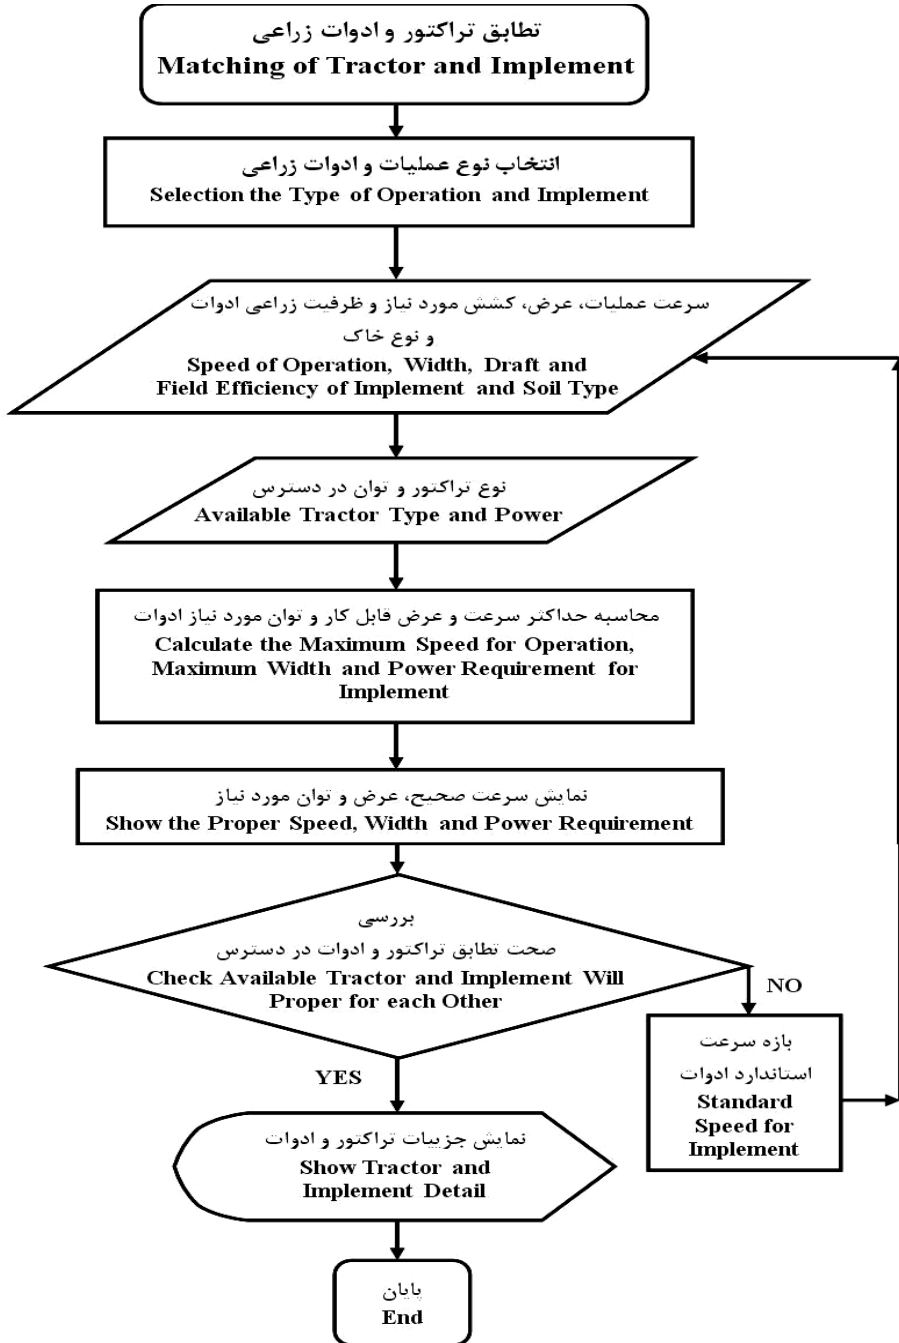 تطابق تراکتور و ادوات زراعی
Matching of Tractor and Implement
انتخاب نوع عملیات و ادوات زراعی
Selection the Type of Operation and Implement
سرعت عملیات، عرض، کشش مورد نیاز و ظرفیت زراعی ادوات
و نوع خاک
Speed of Operation, Width, Draft and
Field Efficiency of Implement and Soil Type
نوع تراکتور و توان در دسترس
Available Tractor Type and Power
محاسبه حداکثر سرعت و عرض قابل کار و توان مورد نیاز ادوات
Calculate the Maximum Speed for Operation,
Maximum Width and Power Requirement for
Implement
نمایش سرعت صحیح، عرض و توان مورد نیاز
Show the Proper Speed, Width and Power Requirement
بررسی
صحت تطابق تراکتور و ادوات در دسترس
Check Available Tractor and Implement Will
Proper for each Other
NO
بازه سرعت
استاندارد ادوات
Standard
Speed for
Implement
YES
نمایش جزییات تراکتور و ادوات
Show Tractor and
Implement Detail
پایان
End